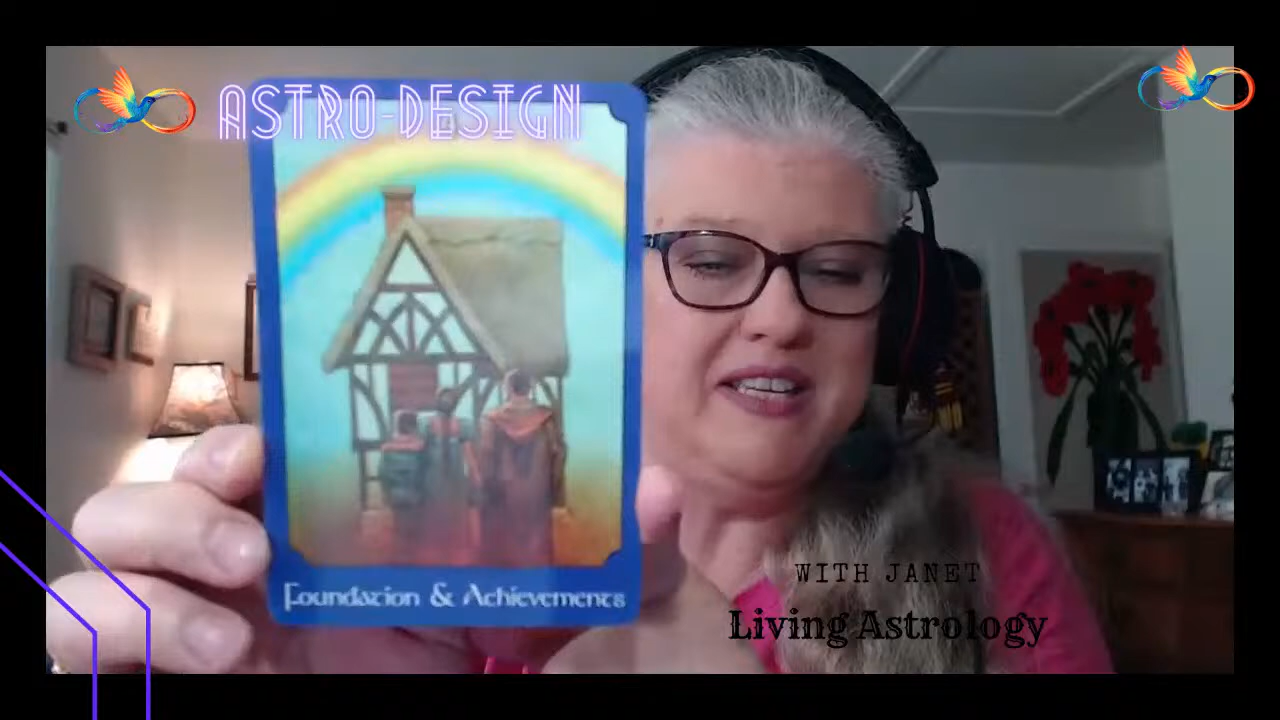 ASTRO-DESIGN
Foundation & Achievements
WITH JANET
Living Astrology